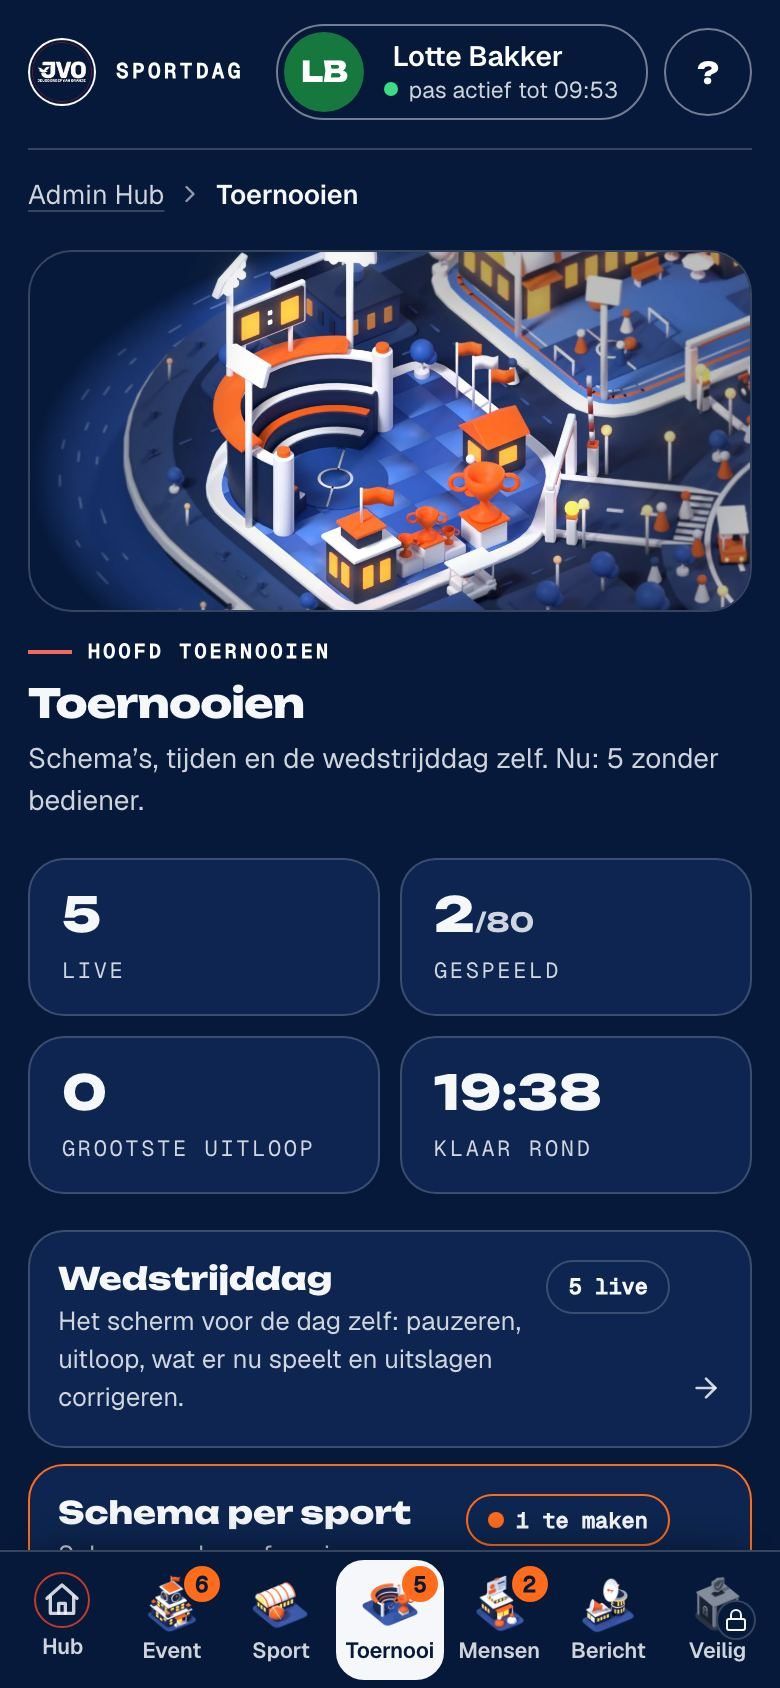 JVO SPORTDAG
LB
Lotte Bakker
pas actief tot 09:53
?
Admin Hub > Toernooien
HOOFD TOERNOOIEN
Toernooien
Schema's, tijden en de wedstrijddag zelf. Nu: 5 zonder
bediener.
5
LIVE
2/80
GESPEELD
0
GROOTSTE UITLOOP
19:38
KLAAR ROND
Wedstrijddag
5 live
Het scherm voor de dag zelf: pauzeren,
uitloop, wat er nu speelt en uitslagen
corrigeren.
→
Schema per sport
1 te maken
Hub
6
Event
Sport
5
Toernooi
2
Mensen
Bericht
Veilig